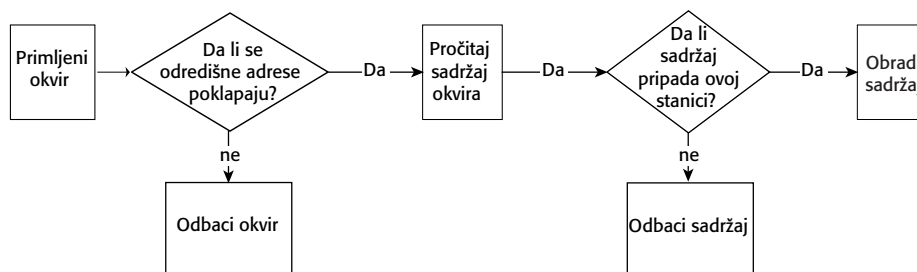 Primljeni
okvir
Da li se
odredišne adrese
poklapaju?
Da
Pročitaj
sadržaj
okvira
Da
Da li
sadržaj
pripada ovoj
stanici?
Da
Obrad
sadržaj
ne
Odbaci okvir
ne
Odbaci sadržaj